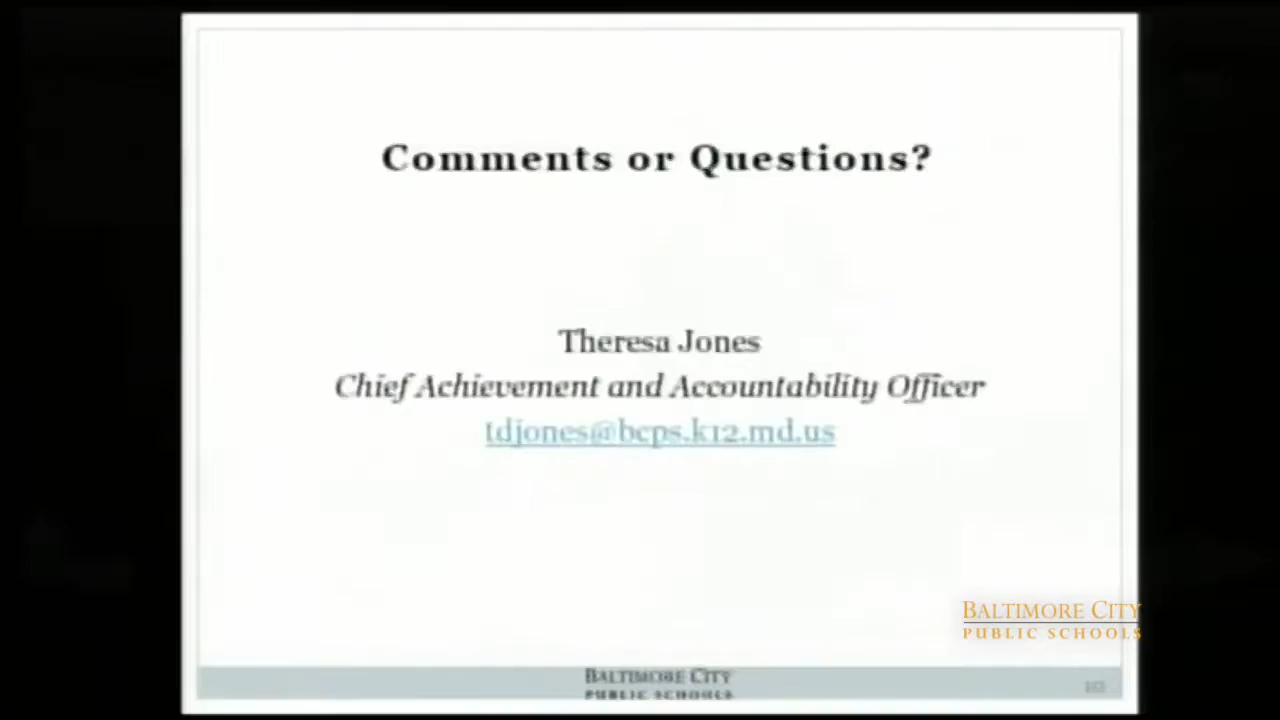 Comments or Questions?
Theresa Jones
Chief Achievement and Accountability Officer
tdjones@bcps.k12.md.us
BALTIMORE CITY
PUBLIC SCHOOLS
BALTIMORE CITY
PUBLIC SCHOOLS